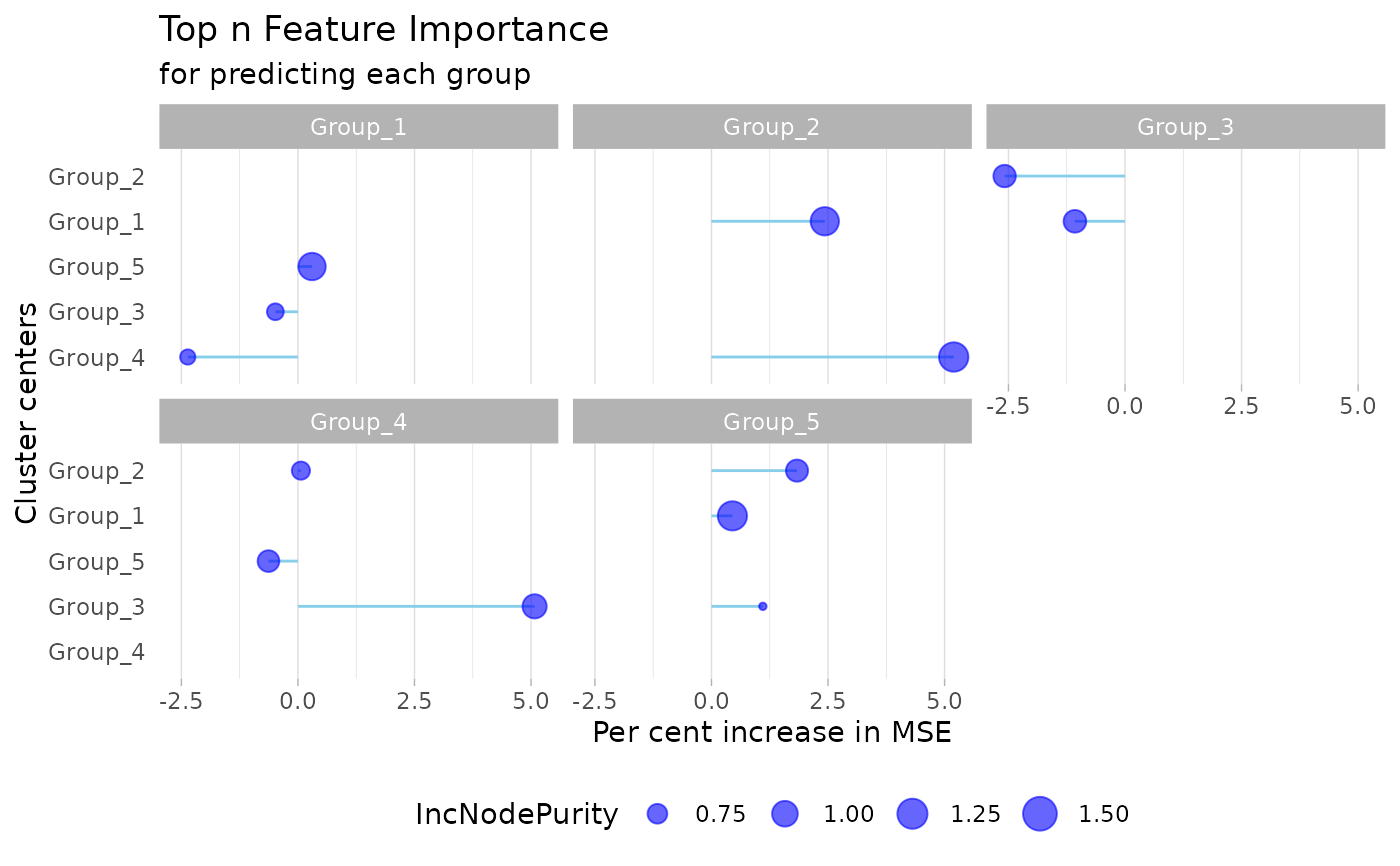 Top n Feature Importance
for predicting each group
Group_1
Group_2
Group_3
Cluster centers
Group_2
Group_1
Group_5
Group_3
Group_4
-2.5 0.0 2.5 5.0
Group_4
Group_5
Group_2
Group_1
Group_5
Group_3
Group_4
-2.5 0.0 2.5 5.0
-2.5 0.0 2.5 5.0
Per cent increase in MSE
IncNodePurity 0.75 1.00 1.25 1.50